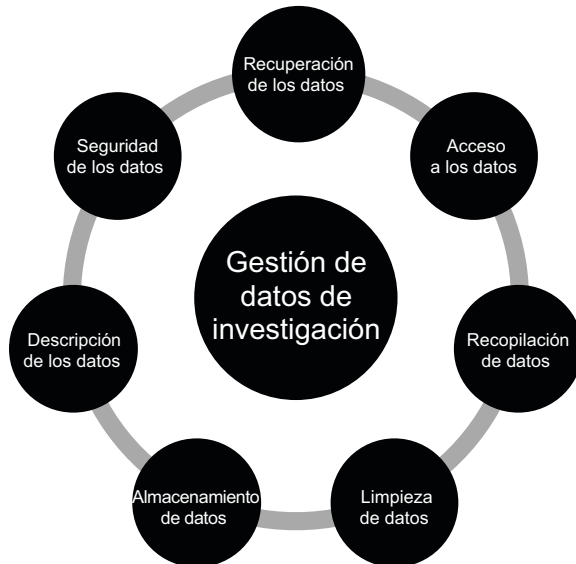 Recuperación
de los datos
Acceso
a los datos
Recopilación
de datos
Limpieza
de datos
Almacenamiento
de datos
Descripción
de los datos
Seguridad
de los datos
Gestión de
datos de
investigación